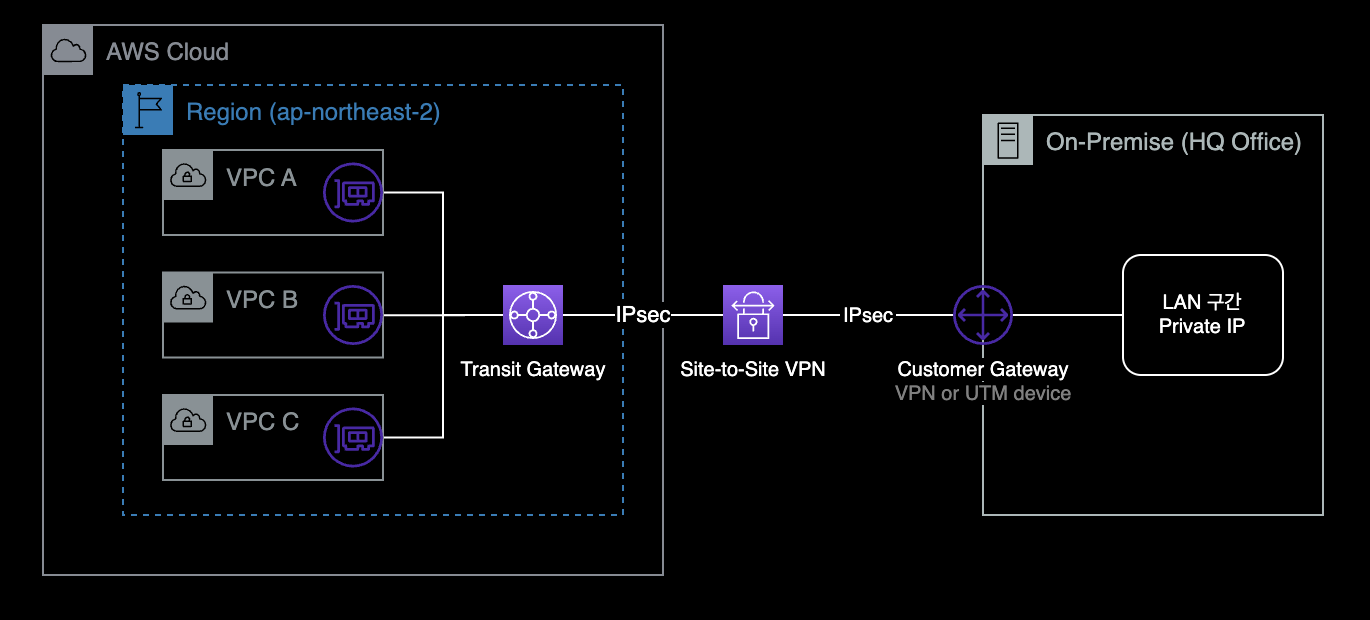 AWS Cloud
Region (ap-northeast-2)
VPC A
VPC B
VPC C
Transit Gateway
IPsec
Site-to-Site VPN
IPsec
Customer Gateway
VPN or UTM device
On-Premise (HQ Office)
LAN 구간
Private IP